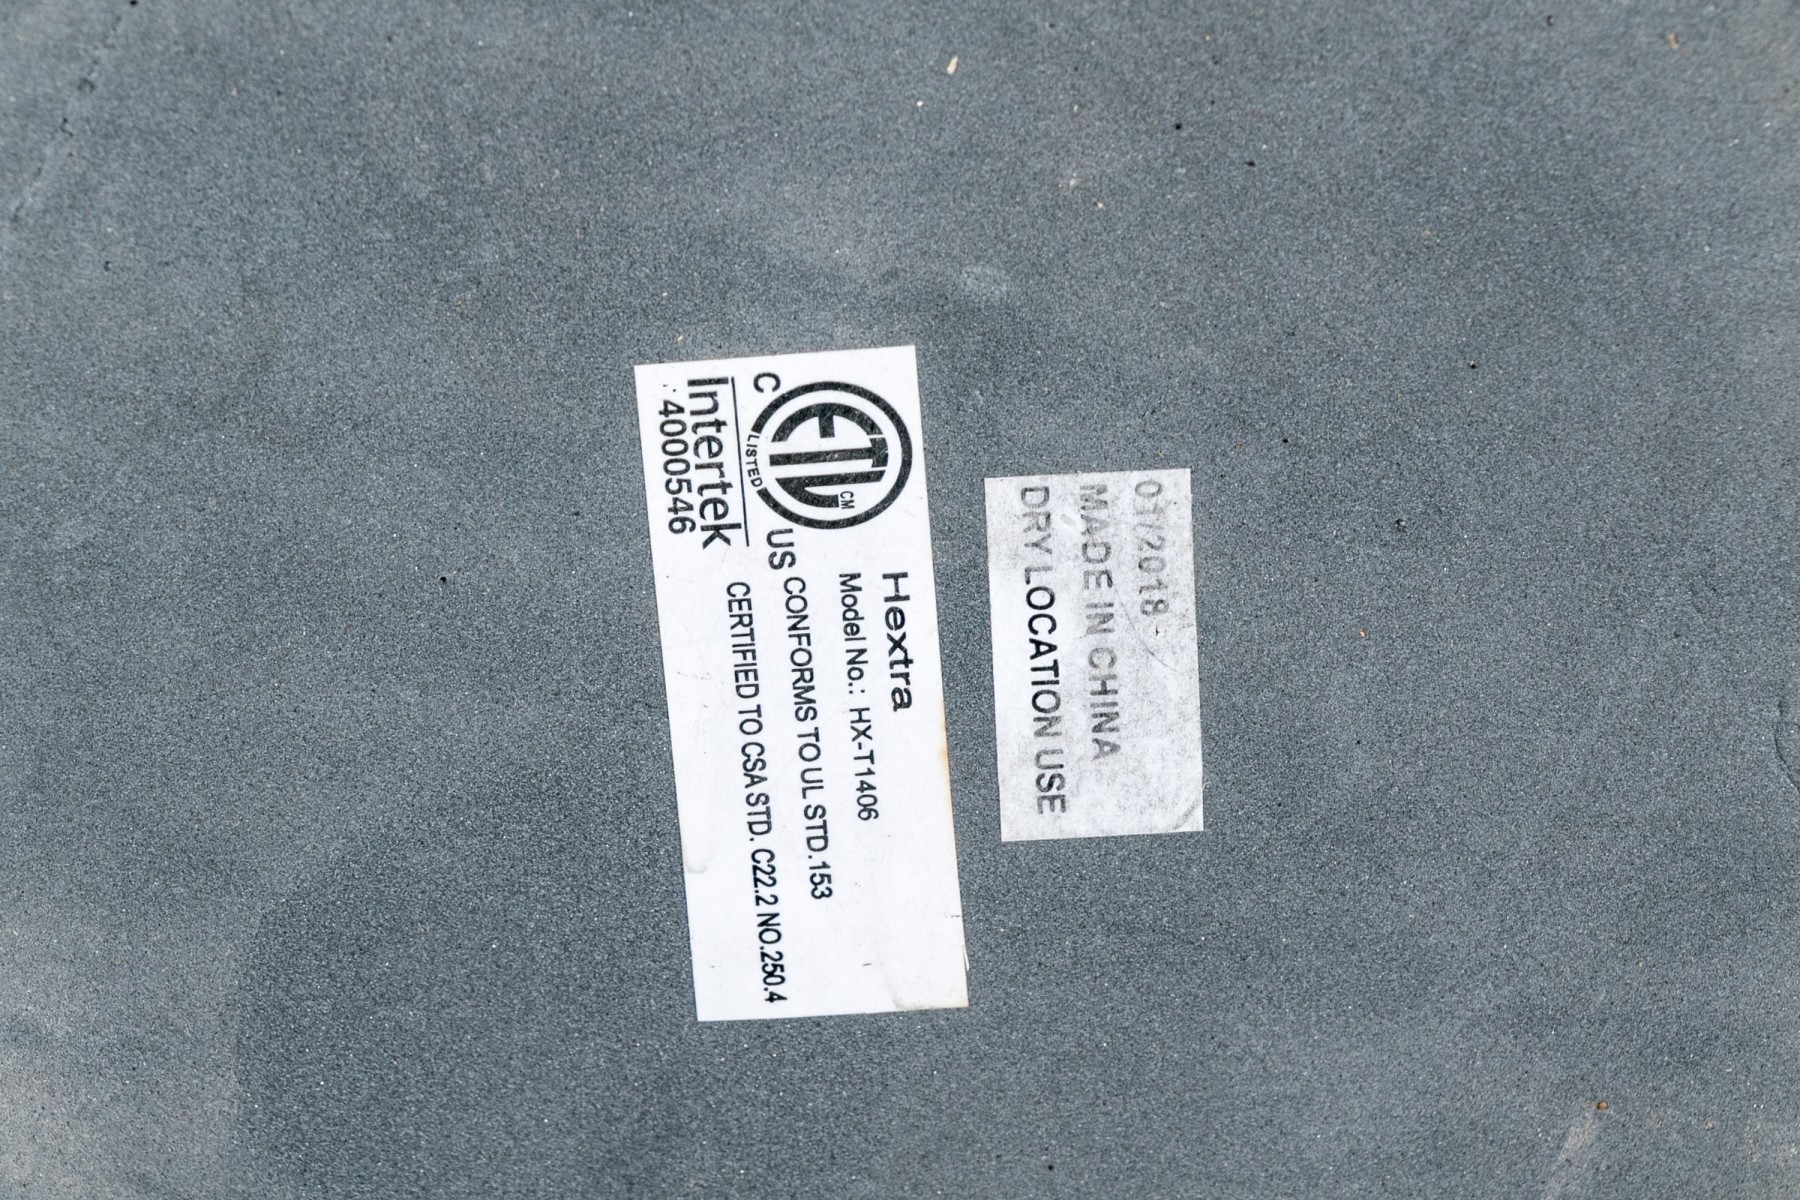 Hextra
Model No.: HX-T1406
CONFORMS TO UL STD.153
CERTIFIED TO CSA STD. C22.2 NO.250.4
C ETL CM US
LISTED
Intertek
4000546
01/2018
MADE IN CHINA
DRY LOCATION USE